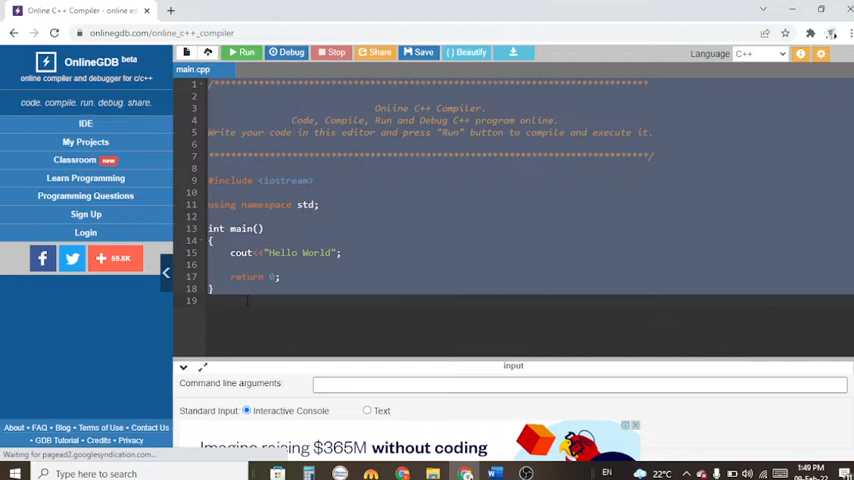 Online C++ Compiler - online ed
onlinegdb.com/online_c++_compiler
OnlineGDB beta
online compiler and debugger for c/c++
code. compile. run. debug. share.
IDE
My Projects
Classroom new
Learn Programming
Programming Questions
Sign Up
Login
59.6K
About • FAQ • Blog • Terms of Use • Contact Us
• GDB Tutorial • Credits • Privacy
Waiting for pagead2.googlesyndication.com...
Run Debug Stop Share Save { } Beautify Language C++
main.cpp
1 /******************************************************************************
2
3 Online C++ Compiler.
4 Code, Compile, Run and Debug C++ program online.
5 Write your code in this editor and press "Run" button to compile and execute it.
6
7 *******************************************************************************/
8
9 #include <iostream>
10
11 using namespace std;
12
13 int main()
14 {
15 cout<<"Hello World";
16
17 return 0;
18 }
19
input
Command line arguments:
Standard Input: Interactive Console Text
Imagine raising $365M without coding
Type here to search
EN 22°C 1:49 PM
09-Feb-22